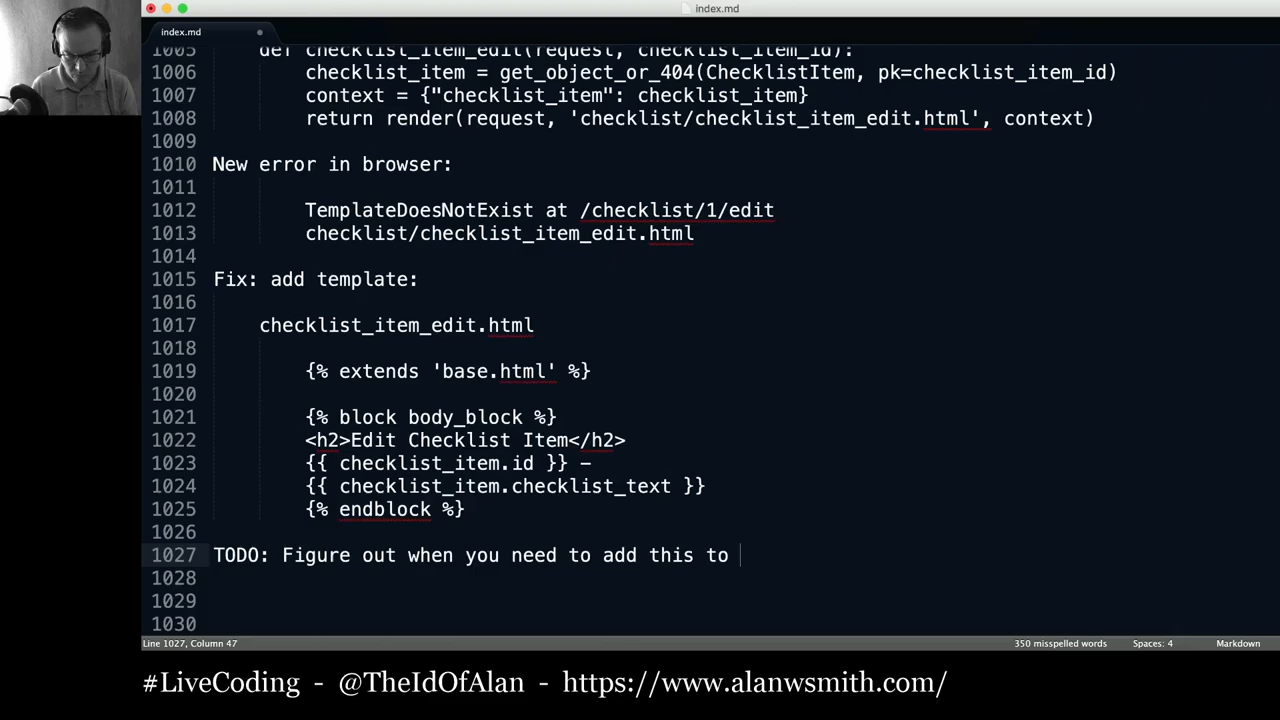 index.md
index.md
1005 def checklist_item_edit(request, checklist_item_id):
1006 checklist_item = get_object_or_404(ChecklistItem, pk=checklist_item_id)
1007 context = {"checklist_item": checklist_item}
1008 return render(request, 'checklist/checklist_item_edit.html', context)
1009
1010 New error in browser:
1011
1012 TemplateDoesNotExist at /checklist/1/edit
1013 checklist/checklist_item_edit.html
1014
1015 Fix: add template:
1016
1017 checklist_item_edit.html
1018
1019 {% extends 'base.html' %}
1020
1021 {% block body_block %}
1022 <h2>Edit Checklist Item</h2>
1023 {{ checklist_item.id }} -
1024 {{ checklist_item.checklist_text }}
1025 {% endblock %}
1026
1027 TODO: Figure out when you need to add this to
1028
1029
1030
Line 1027, Column 47 350 misspelled words Spaces: 4 Markdown
#LiveCoding - @TheIdOfAlan - https://www.alanwsmith.com/